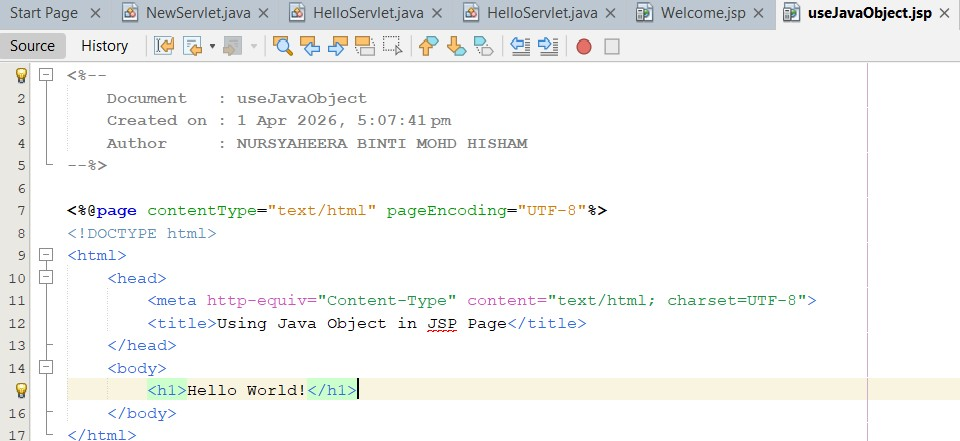 Start Page NewServlet.java HelloServlet.java HelloServlet.java Welcome.jsp useJavaObject.jsp
Source History
<%--
2 Document : useJavaObject
3 Created on : 1 Apr 2026, 5:07:41 pm
4 Author : NURSYAHEERA BINTI MOHD HISHAM
5 --%>
6
7 <%@page contentType="text/html" pageEncoding="UTF-8"%>
8 <!DOCTYPE html>
9 <html>
10 <head>
11 <meta http-equiv="Content-Type" content="text/html; charset=UTF-8">
12 <title>Using Java Object in JSP Page</title>
13 </head>
14 <body>
<h1>Hello World!</h1>
16 </body>
17 </html>